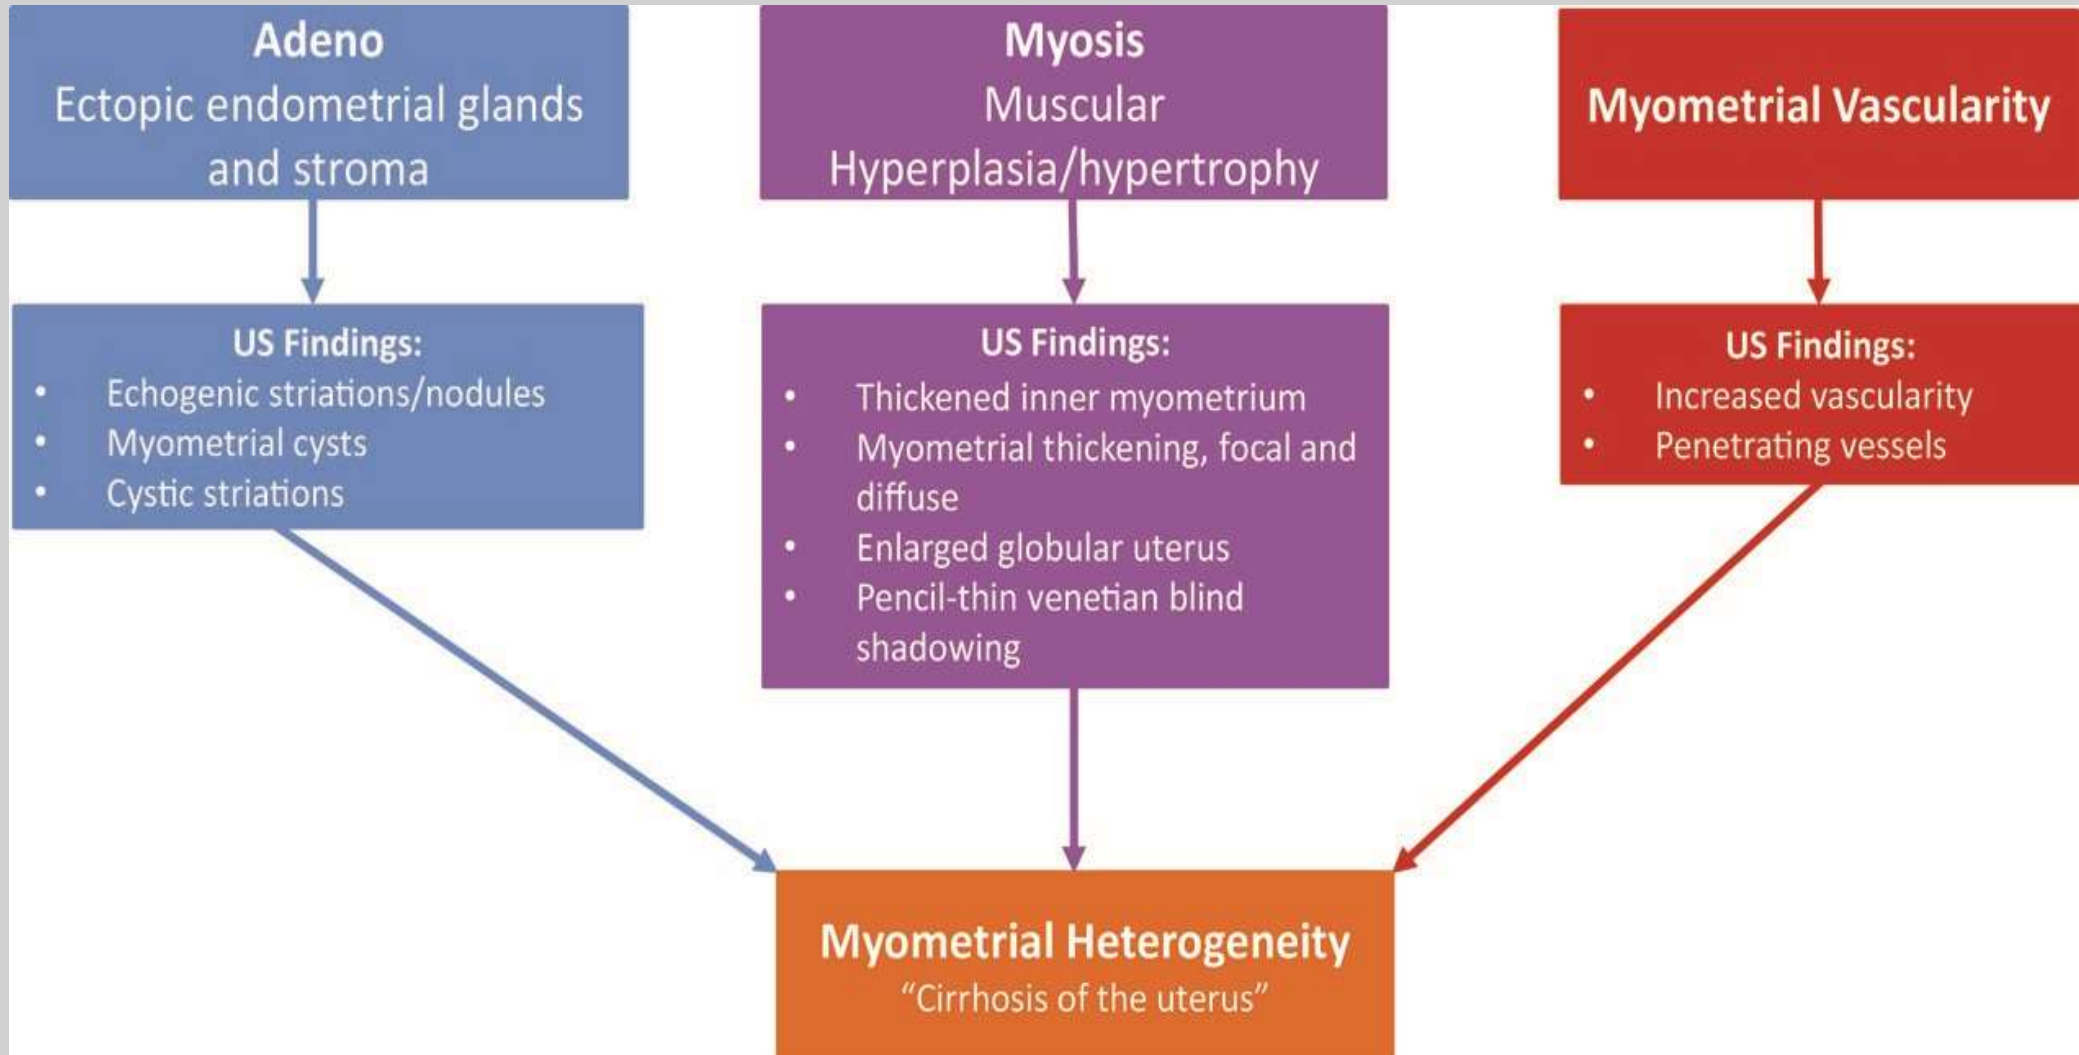 Adeno
Ectopic endometrial glands
and stroma
Myosis
Muscular
Hyperplasia/hypertrophy
Myometrial Vascularity
US Findings:
• Echogenic striations/nodules
• Myometrial cysts
• Cystic striations
US Findings:
• Thickened inner myometrium
• Myometrial thickening, focal and
diffuse
• Enlarged globular uterus
• Pencil-thin venetian blind
shadowing
US Findings:
• Increased vascularity
• Penetrating vessels
Myometrial Heterogeneity
“Cirrhosis of the uterus”